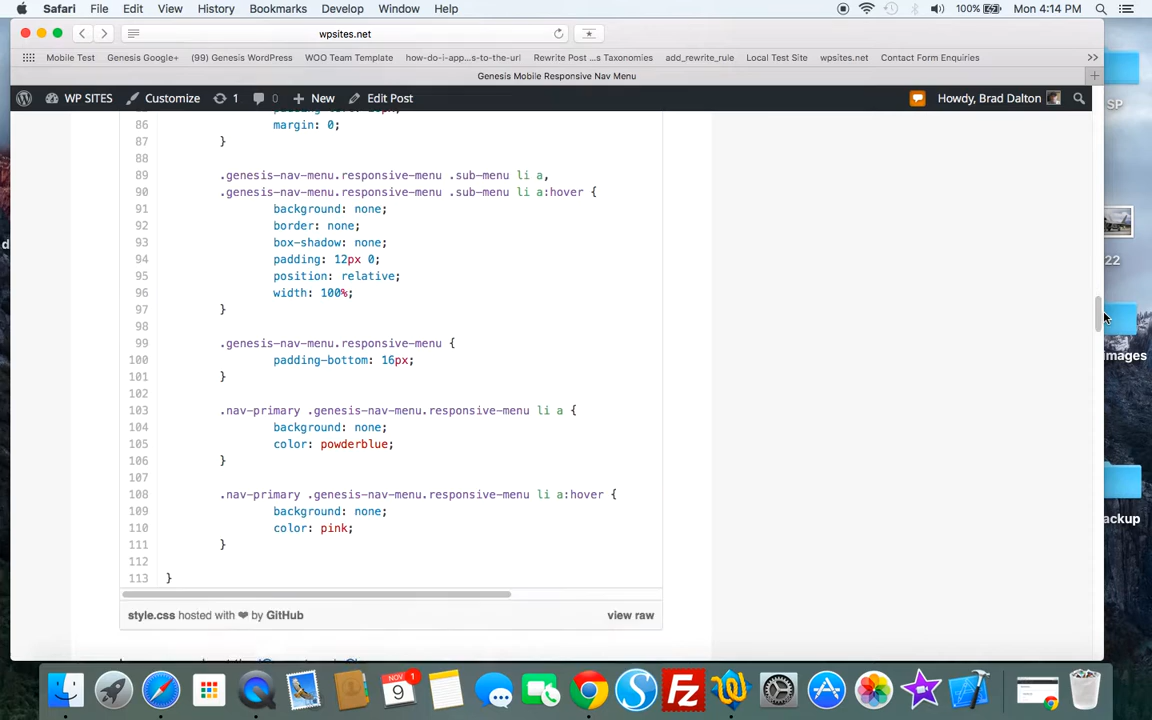 Safari File Edit View History Bookmarks Develop Window Help 100% Mon 4:14 PM
wpsites.net
Mobile Test Genesis Google+ (99) Genesis WordPress WOO Team Template how-do-i-app...s-to-the-url Rewrite Post ...s Taxonomies add_rewrite_rule Local Test Site wpsites.net Contact Form Enquiries >>
Genesis Mobile Responsive Nav Menu
WP SITES Customize 1 0 New Edit Post Howdy, Brad Dalton
SP
86 margin: 0;
87 }
88
89 .genesis-nav-menu.responsive-menu .sub-menu li a,
90 .genesis-nav-menu.responsive-menu .sub-menu li a:hover {
91 background: none;
92 border: none;
93 box-shadow: none;
94 padding: 12px 0;
95 position: relative;
96 width: 100%;
97 }
98
99 .genesis-nav-menu.responsive-menu {
100 padding-bottom: 16px;
101 }
102
103 .nav-primary .genesis-nav-menu.responsive-menu li a {
104 background: none;
105 color: powderblue;
106 }
107
108 .nav-primary .genesis-nav-menu.responsive-menu li a:hover {
109 background: none;
110 color: pink;
111 }
112
113 }
style.css hosted with ❤ by GitHub view raw
22
images
ackup
NOV
9
1